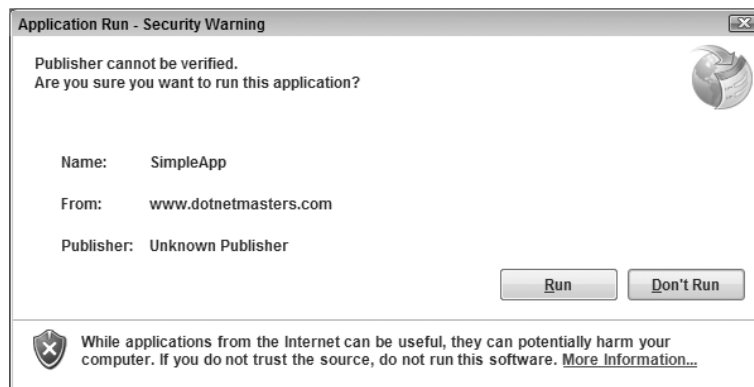 Application Run - Security Warning
Publisher cannot be verified.
Are you sure you want to run this application?
Name: SimpleApp
From: www.dotnetmasters.com
Publisher: Unknown Publisher
Run Don't Run
While applications from the Internet can be useful, they can potentially harm your
computer. If you do not trust the source, do not run this software. More Information...